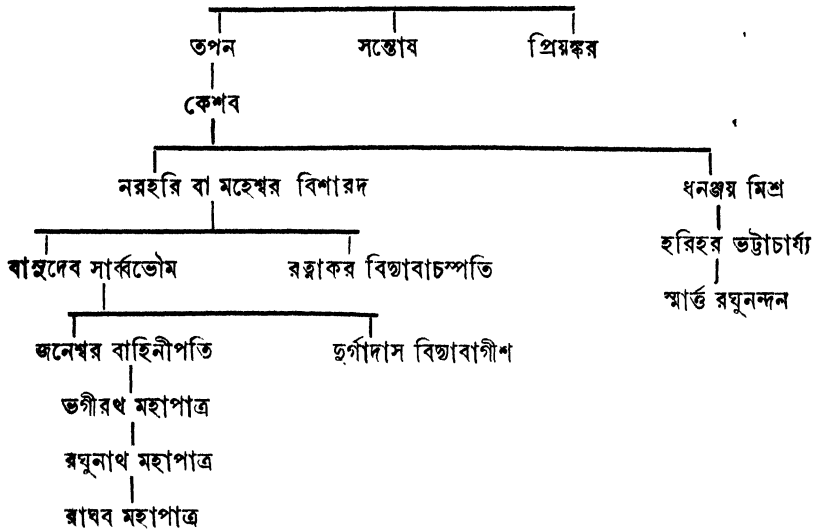 তপন সন্তোষ প্রিয়ঙ্কর
কেশব
নরহরি বা মহেশ্বর বিশারদ ধনঞ্জয় মিশ্র
হরিহর ভট্টাচার্য্য
বাসুদেব সার্ব্বভৌম রত্নাকর বিদ্যাবাচস্পতি
স্মার্ত্ত রঘুনন্দন
জনেশ্বর বাহিনীপতি দুর্গাদাস বিদ্যাবাগীশ
ভগীরথ মহাপাত্র
রঘুনাথ মহাপাত্র
রাঘব মহাপাত্র